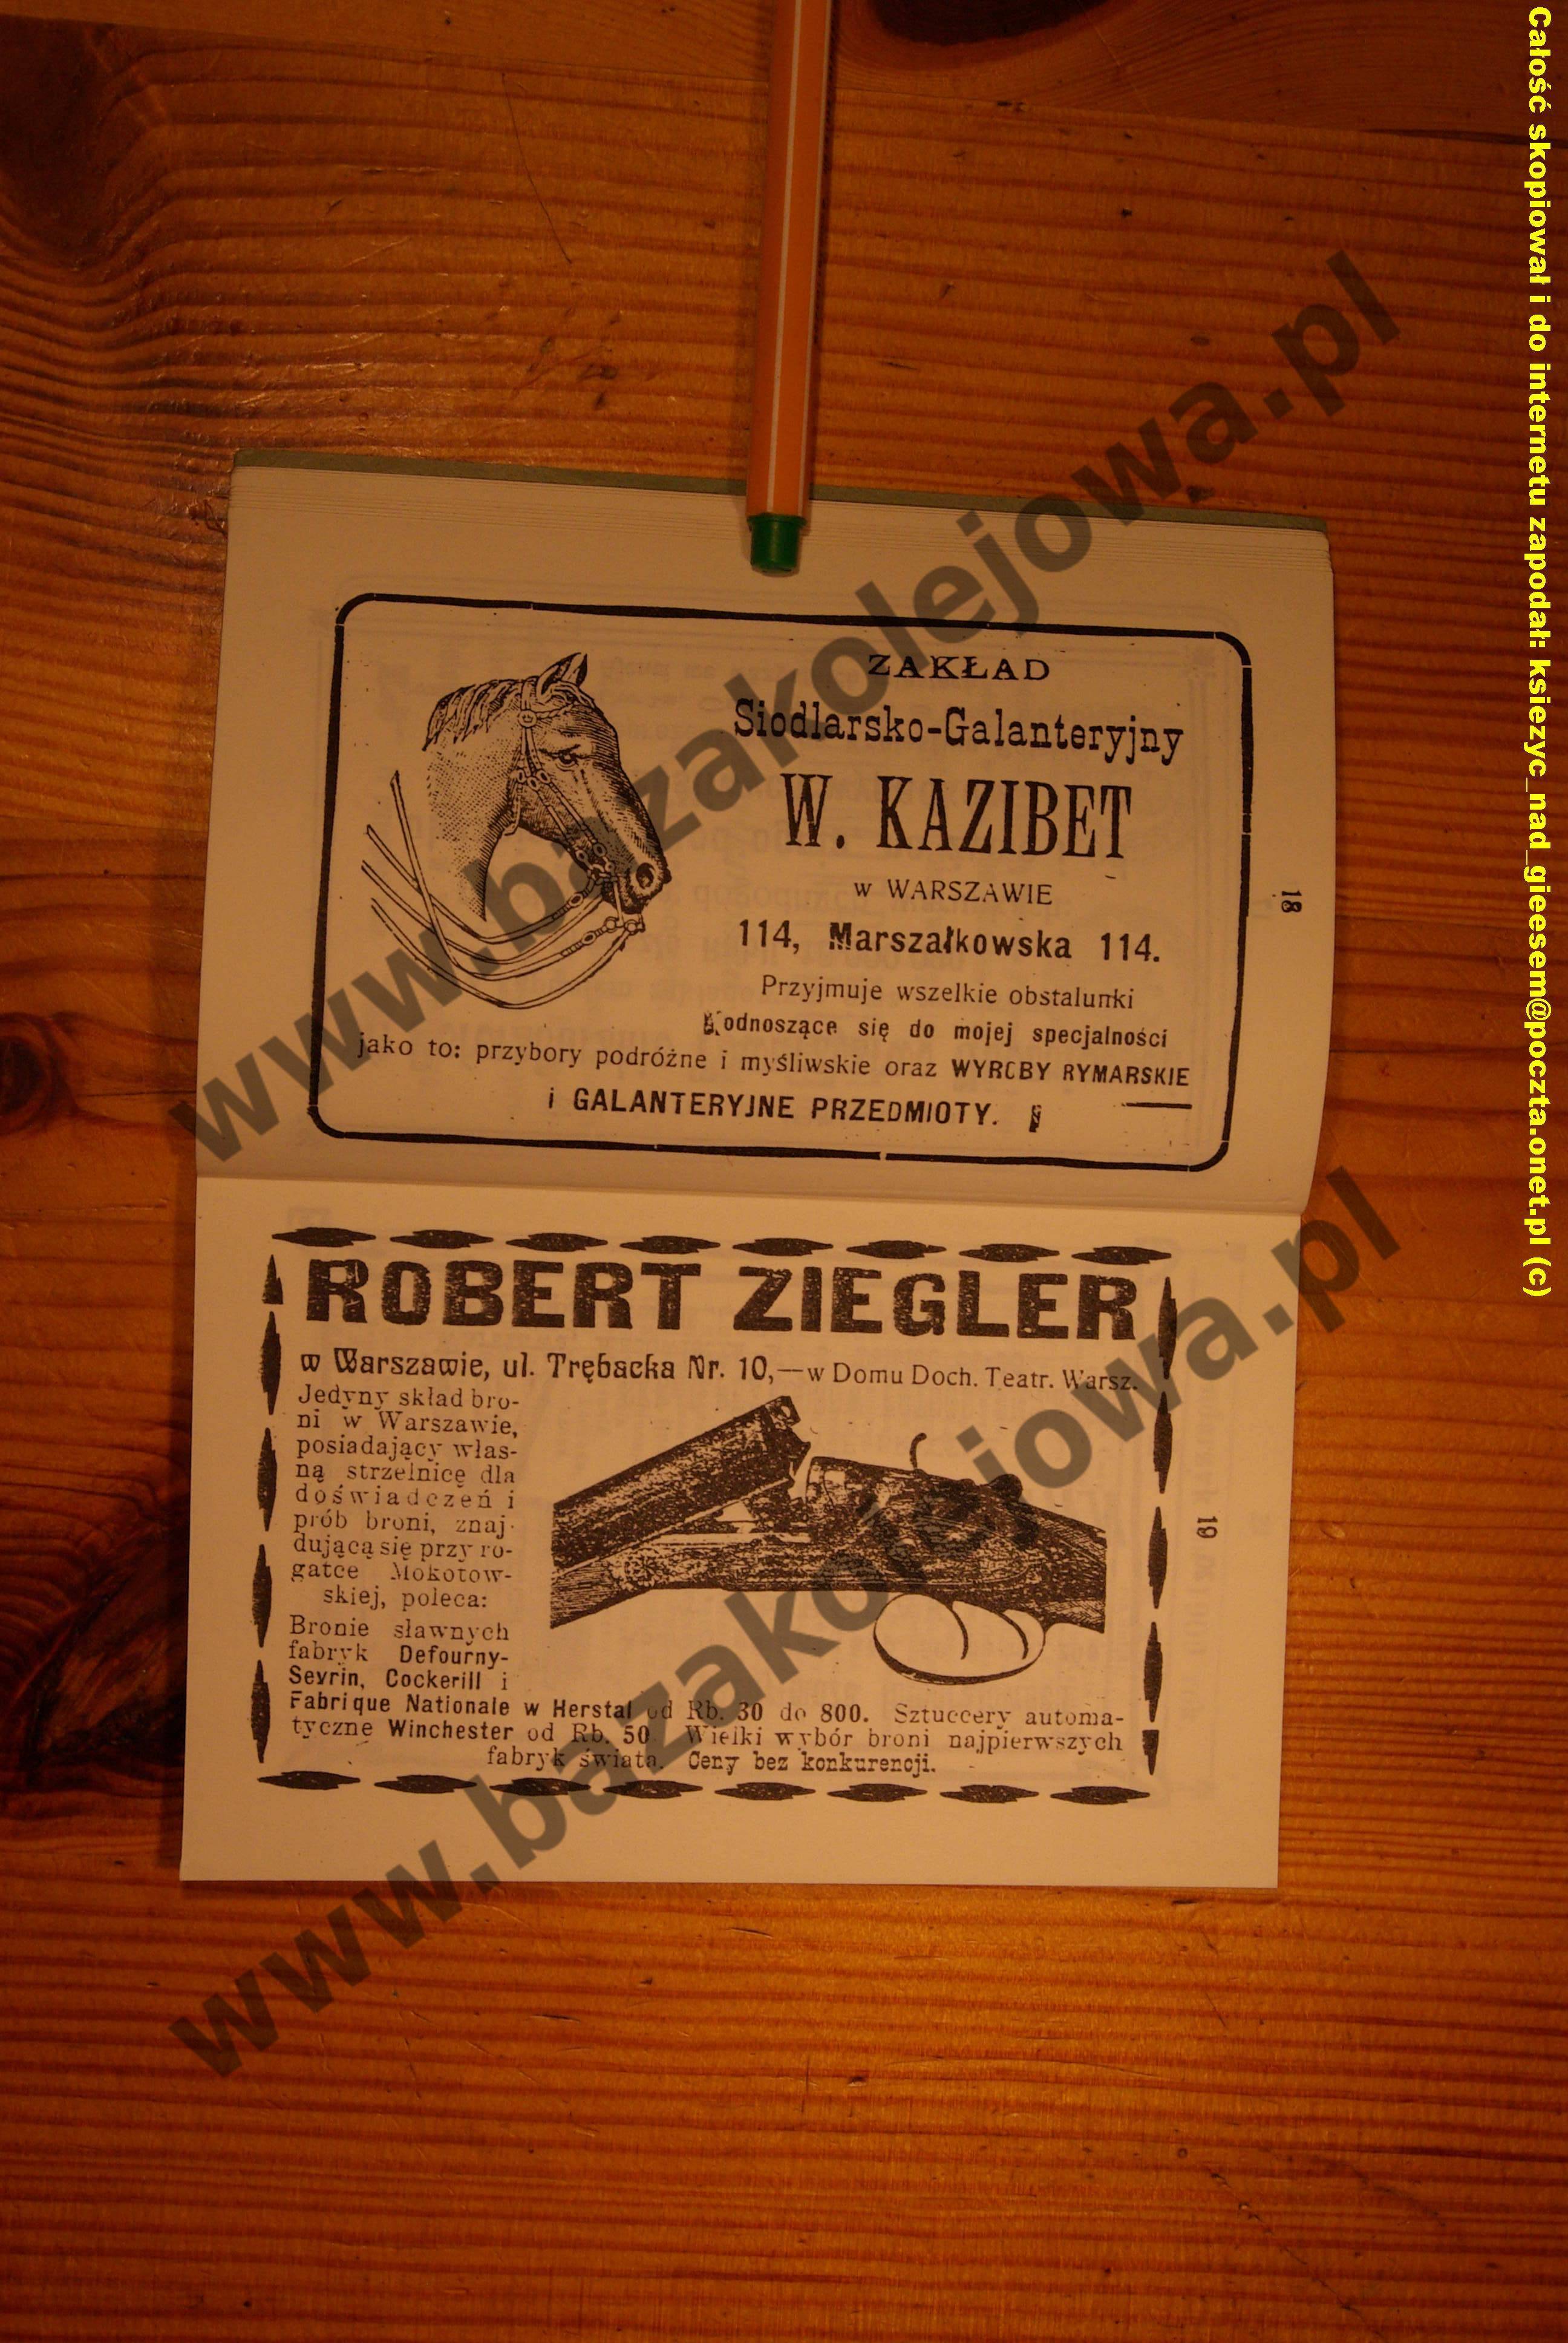 ZAKŁAD
Siodlarsko-Galanteryjny
W. KAZIBET
w WARSZAWIE
114, Marszałkowska 114.
Przyjmuje wszelkie obstalunki
odnoszące się do mojej specjalności
jako to: przybory podróżne i myśliwskie oraz WYROBY RYMARSKIE
i GALANTERYJNE PRZEDMIOTY.
18
ROBERT ZIEGLER
w Warszawie, ul. Trębacka Nr. 10,—w Domu Doch. Teatr. Warsz.
Jedyny skład bro-
ni w Warszawie,
posiadający włas-
ną strzelnicę dla
doświadczeń i
prób broni, znaj-
dującą się przy ro-
gatce Mokotow-
skiej, poleca:
Bronie sławnych
fabryk Defourny-
Sevrin, Cockerill i
Fabrique Nationale w Herstal od Rb. 30 do 800. Sztuccery automa-
tyczne Winchester od Rb. 50. Wielki wybór broni najpierwszych
fabryk świata. Ceny bez konkurencji.
19
www.bazakolejowa.pl
www.bazakolejowa.pl
Całość skopiował i do internetu zapodał: ksiezyc_nad_gieesem@poczta.onet.pl (c)